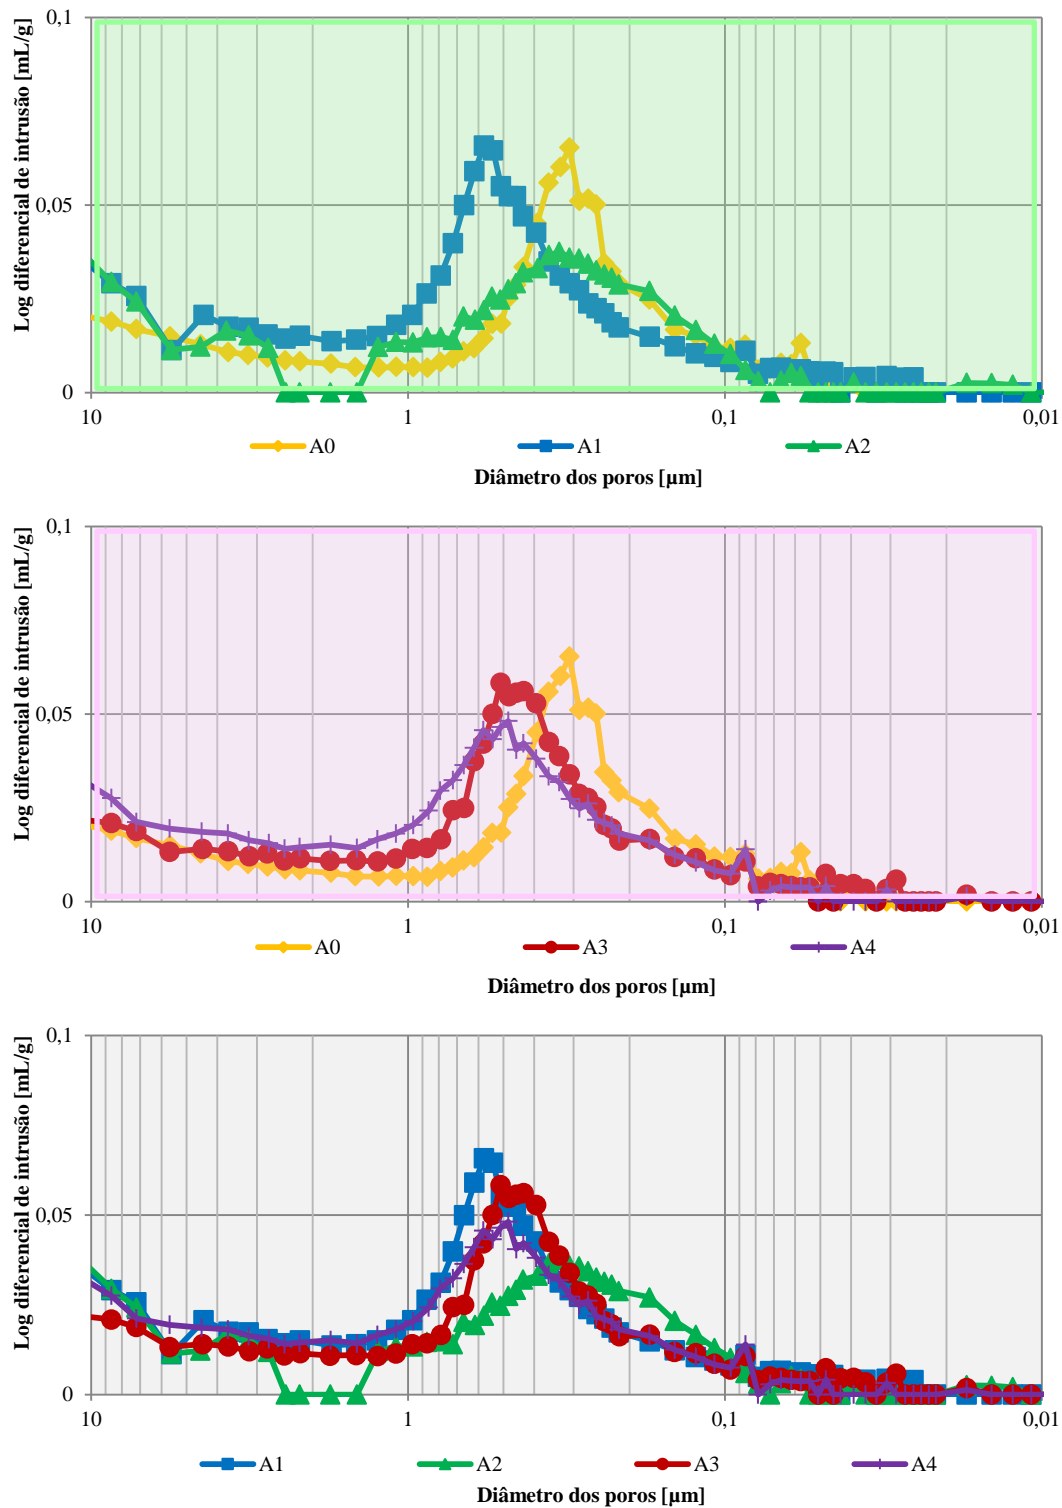 0,1
Log diferencial de intrusão [mL/g]
0,05
0
10 1 0,1 0,01
A0 A1 A2
Diâmetro dos poros [µm]
0,1
Log diferencial de intrusão [mL/g]
0,05
0
10 1 0,1 0,01
A0 A3 A4
Diâmetro dos poros [µm]
0,1
Log diferencial de intrusão [mL/g]
0,05
0
10 1 0,1 0,01
A1 A2 A3 A4
Diâmetro dos poros [µm]